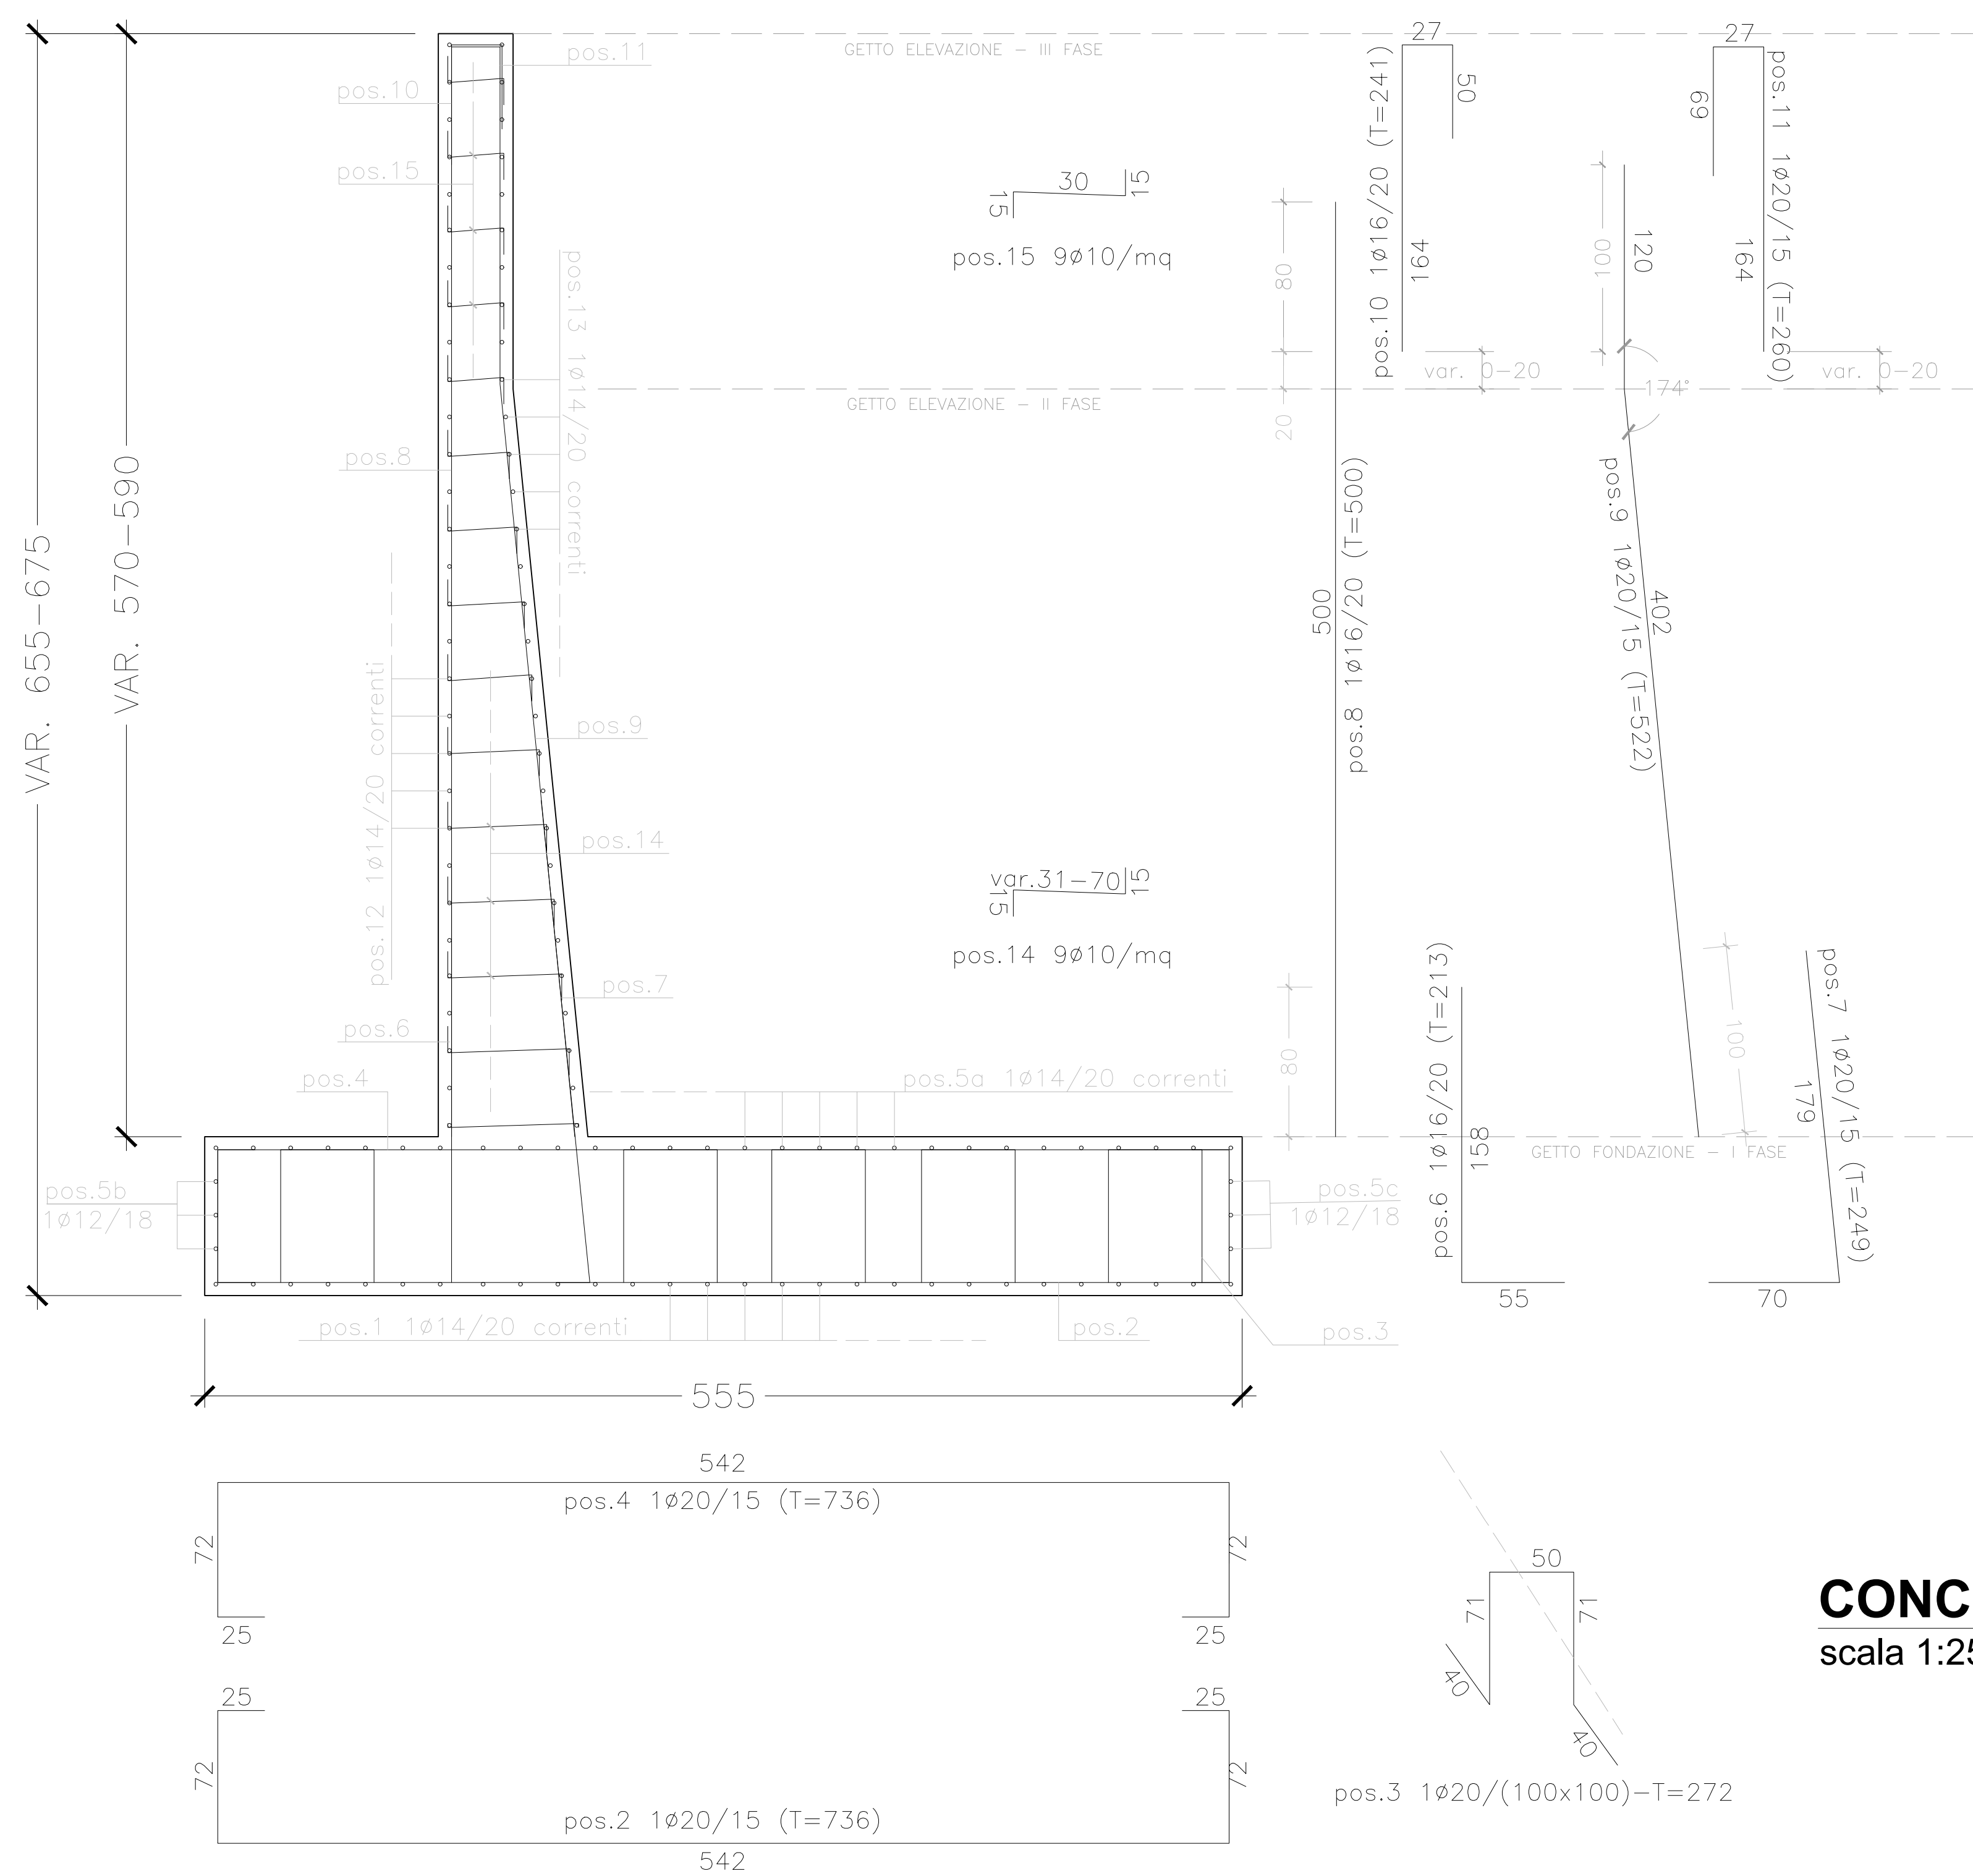 GETTO ELEVAZIONE - III FASE
27
27
pos.11
pos.10
pos.15
pos.10 1ø16/20 (T=241)
50
164
69
pos.11 1ø20/15 (T=260)
164
30
15
15
pos.15 9ø10/mq
80
100
120
var. 0-20
var. 0-20
174°
GETTO ELEVAZIONE - II FASE
20
pos.13 1ø14/20 correnti
pos.8
VAR. 655-675
VAR. 570-590
500
pos.8 1ø16/20 (T=500)
pos.9 1ø20/15 (T=522)
402
pos.12 1ø14/20 correnti
pos.9
pos.14
var.31-70
15
15
pos.14 9ø10/mq
pos.7
pos.6
80
pos.6 1ø16/20 (T=213)
158
55
100
pos.7 1ø20/15 (T=249)
179
70
pos.4
pos.5a 1ø14/20 correnti
GETTO FONDAZIONE - I FASE
pos.5b
1ø12/18
pos.5c
1ø12/18
pos.1 1ø14/20 correnti
pos.2
pos.3
555
542
pos.4 1ø20/15 (T=736)
72
72
25
25
25
25
72
72
pos.2 1ø20/15 (T=736)
542
50
71
71
40
40
pos.3 1ø20/(100x100)-T=272
CONC
scala 1:25